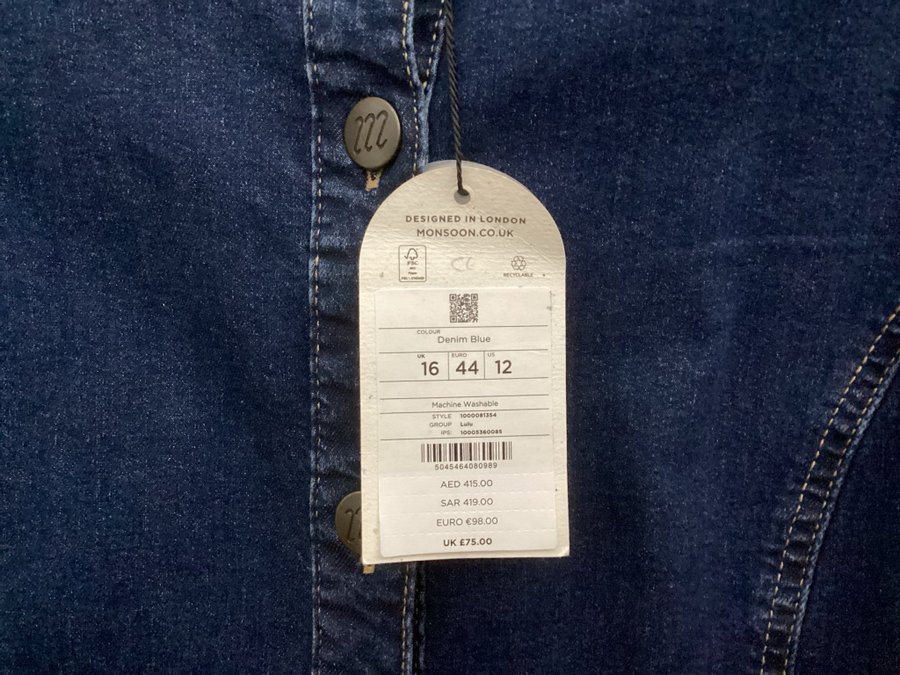 DESIGNED IN LONDON
MONSOON.CO.UK
FSC
RECYCLABLE
COLOUR
Denim Blue
UK 16 EURO 44 US 12
Machine Washable
STYLE 1000081354
GROUP Lulu
IPS: 10005360085
5045464080989
AED 415.00
SAR 419.00
EURO €98.00
UK £75.00